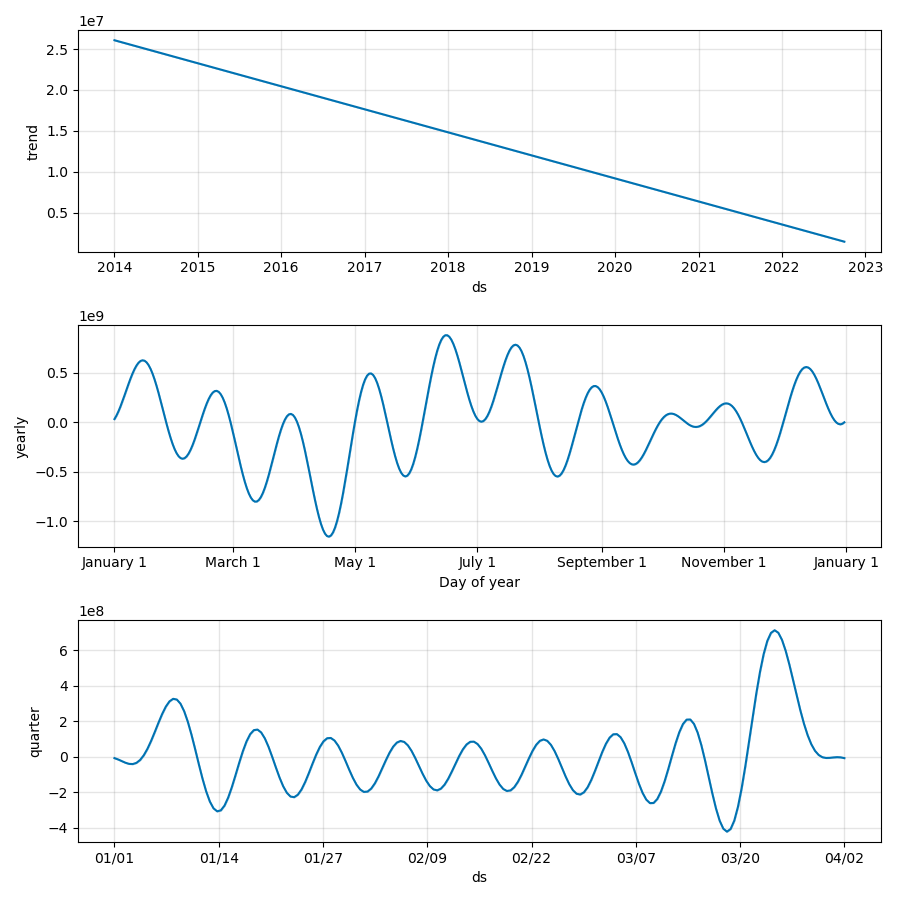 1e7
2.5
2.0
1.5
1.0
0.5
trend
2014 2015 2016 2017 2018 2019 2020 2021 2022 2023
ds
1e9
0.5
0.0
−0.5
−1.0
yearly
January 1 March 1 May 1 July 1 September 1 November 1 January 1
Day of year
1e8
6
4
2
0
−2
−4
quarter
01/01 01/14 01/27 02/09 02/22 03/07 03/20 04/02
ds